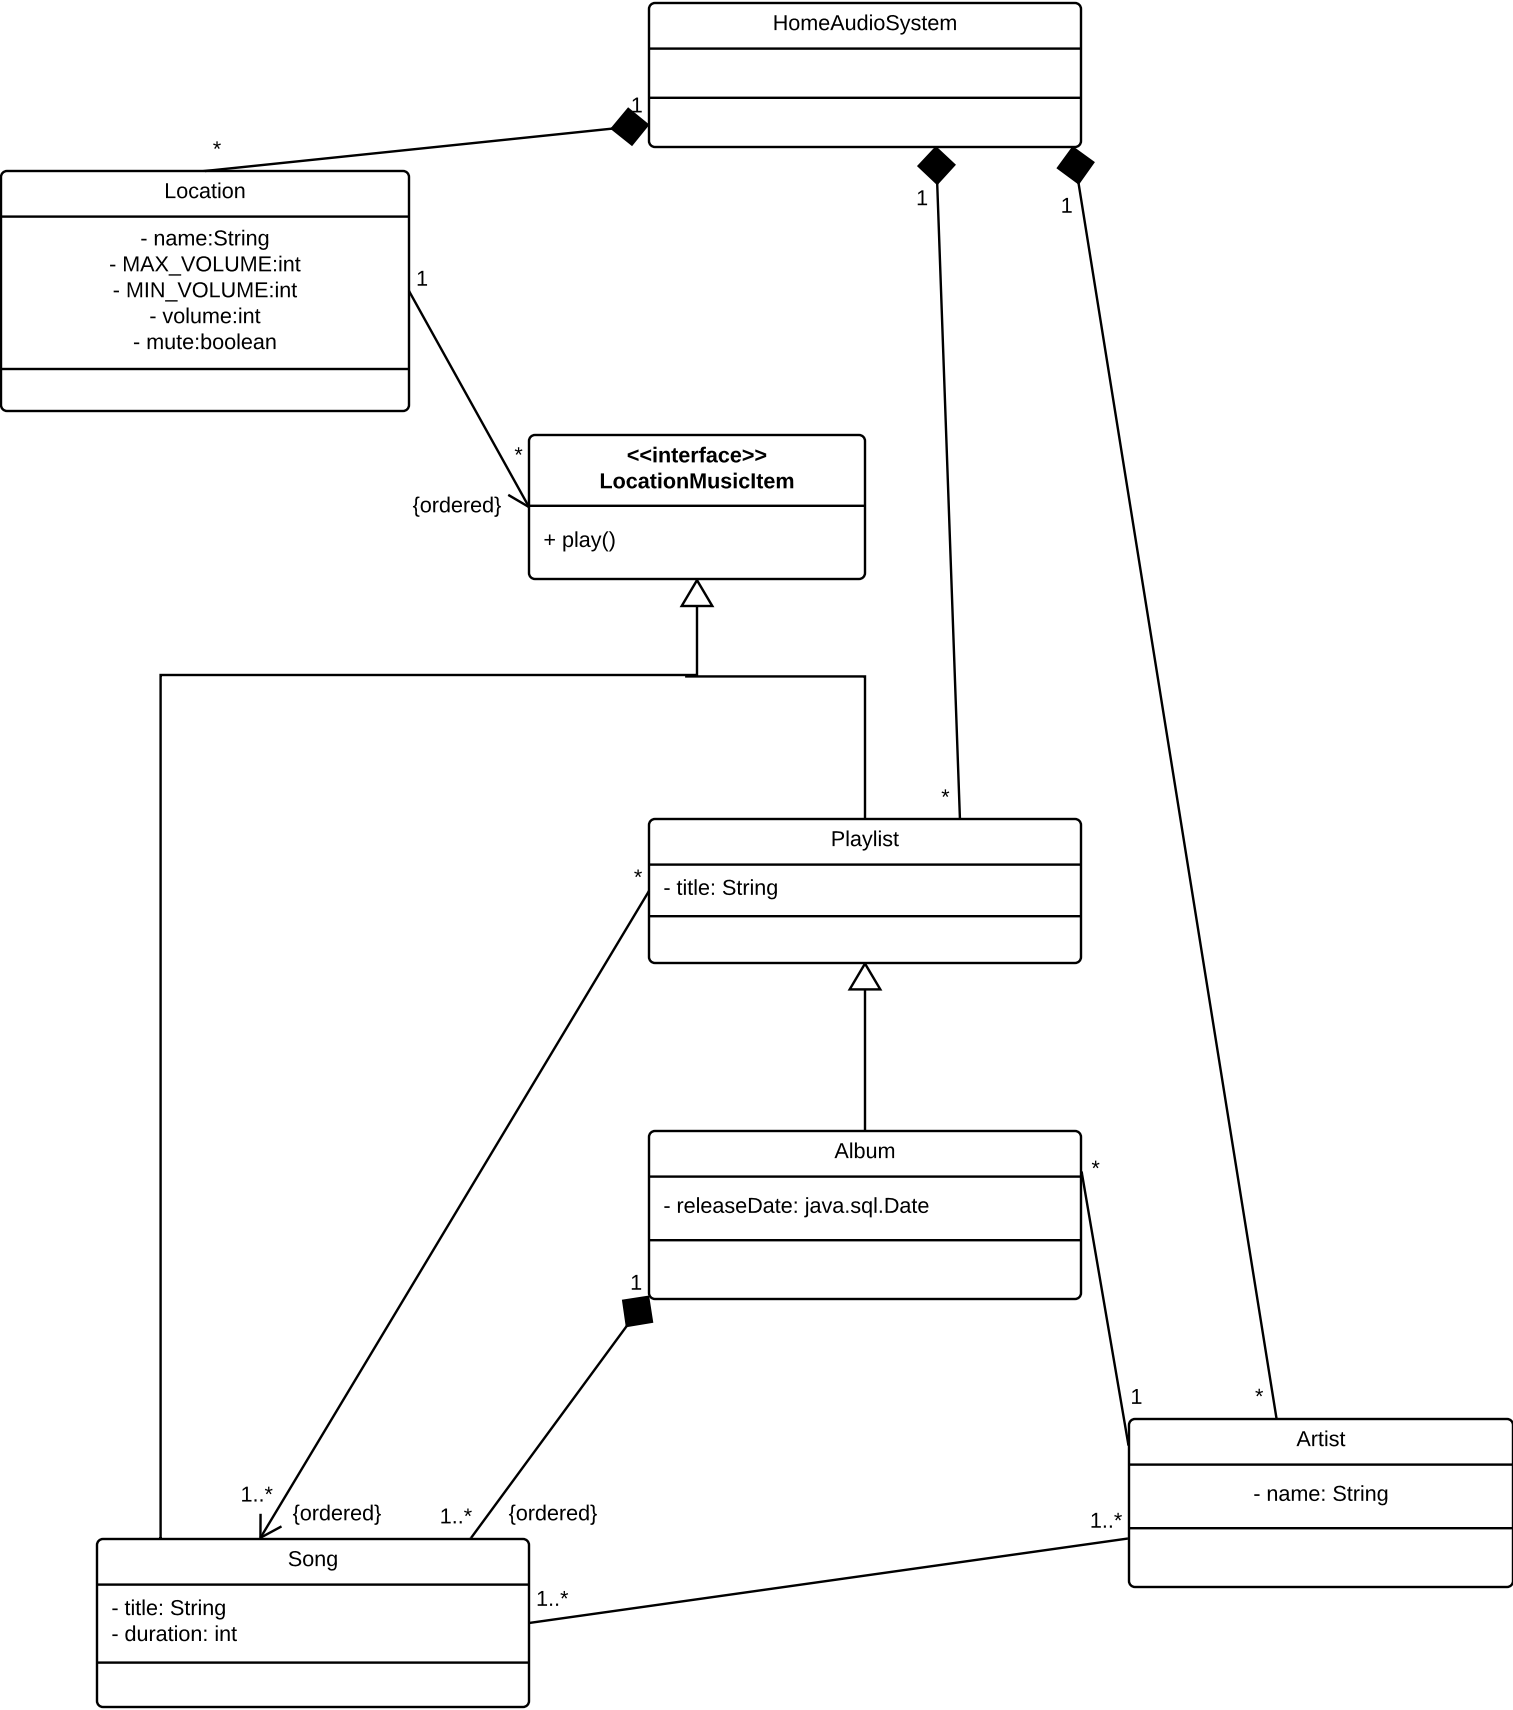 HomeAudioSystem
1
*
1
1
Location
- name:String
- MAX_VOLUME:int
- MIN_VOLUME:int
- volume:int
- mute:boolean
1
*
{ordered}
<<interface>>
LocationMusicItem
+ play()
*
Playlist
- title: String
*
Album
- releaseDate: java.sql.Date
*
1
1
*
Artist
- name: String
1..*
1..*
{ordered}
1..*
{ordered}
Song
- title: String
- duration: int
1..*